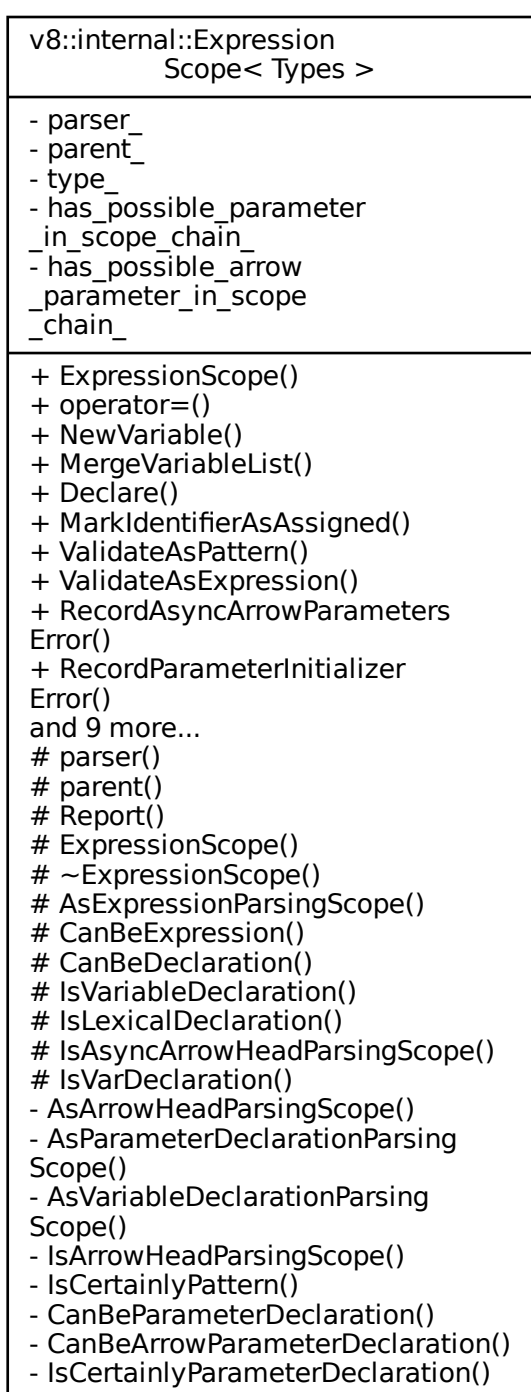 v8::internal::Expression
Scope< Types >
- parser_
- parent_
- type_
- has_possible_parameter
_in_scope_chain_
- has_possible_arrow
_parameter_in_scope
_chain_
+ ExpressionScope()
+ operator=()
+ NewVariable()
+ MergeVariableList()
+ Declare()
+ MarkIdentifierAsAssigned()
+ ValidateAsPattern()
+ ValidateAsExpression()
+ RecordAsyncArrowParameters
Error()
+ RecordParameterInitializer
Error()
and 9 more...
# parser()
# parent()
# Report()
# ExpressionScope()
# ~ExpressionScope()
# AsExpressionParsingScope()
# CanBeExpression()
# CanBeDeclaration()
# IsVariableDeclaration()
# IsLexicalDeclaration()
# IsAsyncArrowHeadParsingScope()
# IsVarDeclaration()
- AsArrowHeadParsingScope()
- AsParameterDeclarationParsing
Scope()
- AsVariableDeclarationParsing
Scope()
- IsArrowHeadParsingScope()
- IsCertainlyPattern()
- CanBeParameterDeclaration()
- CanBeArrowParameterDeclaration()
- IsCertainlyParameterDeclaration()